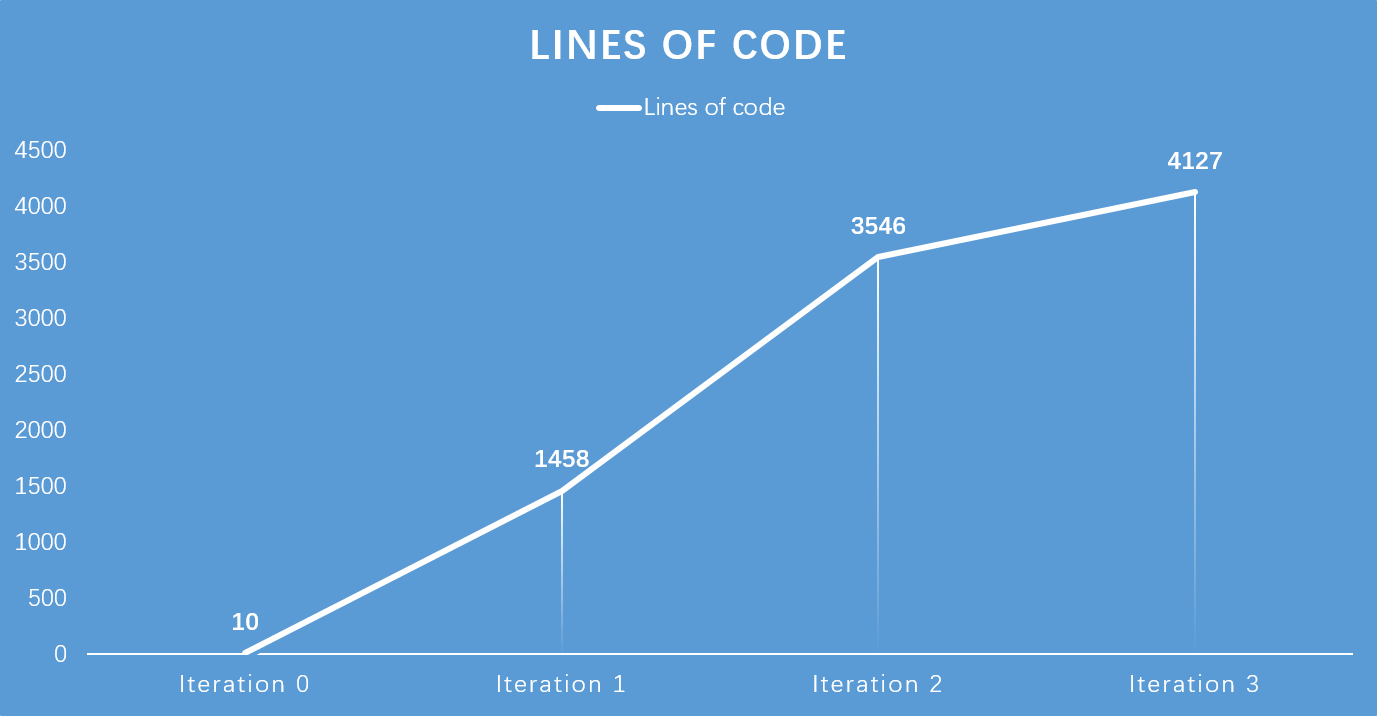 LINES OF CODE
Lines of code
4500
4000
3500
3000
2500
2000
1500
1000
500
0
10
1458
3546
4127
Iteration 0
Iteration 1
Iteration 2
Iteration 3